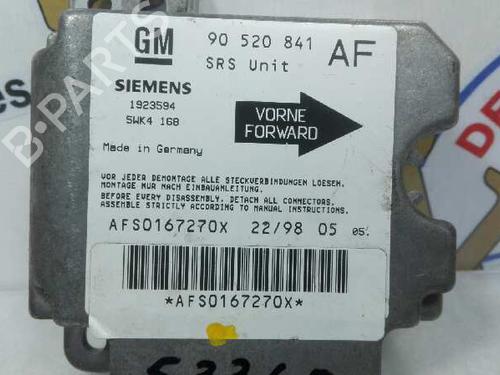 GM 90 520 841 AF
SRS Unit
SIEMENS
1923594
5WK4 168
VORNE
FORWARD
Made in Germany
VOR JEDER DEMONTAGE ALLE STECKVERBINDUNGEN LOESEN.
MONTAGE NUR NACH EINBAUANLEITUNG.
BEFORE EVERY DISASSEMBLY, DETACH ALL CONNECTORS.
ASSEMBLE STRICTLY ACCORDING TO MANUAL INSTRUCTIONS.
AFS0167270X 22/98 05 05.
*AFS0167270X*
B-PARTS